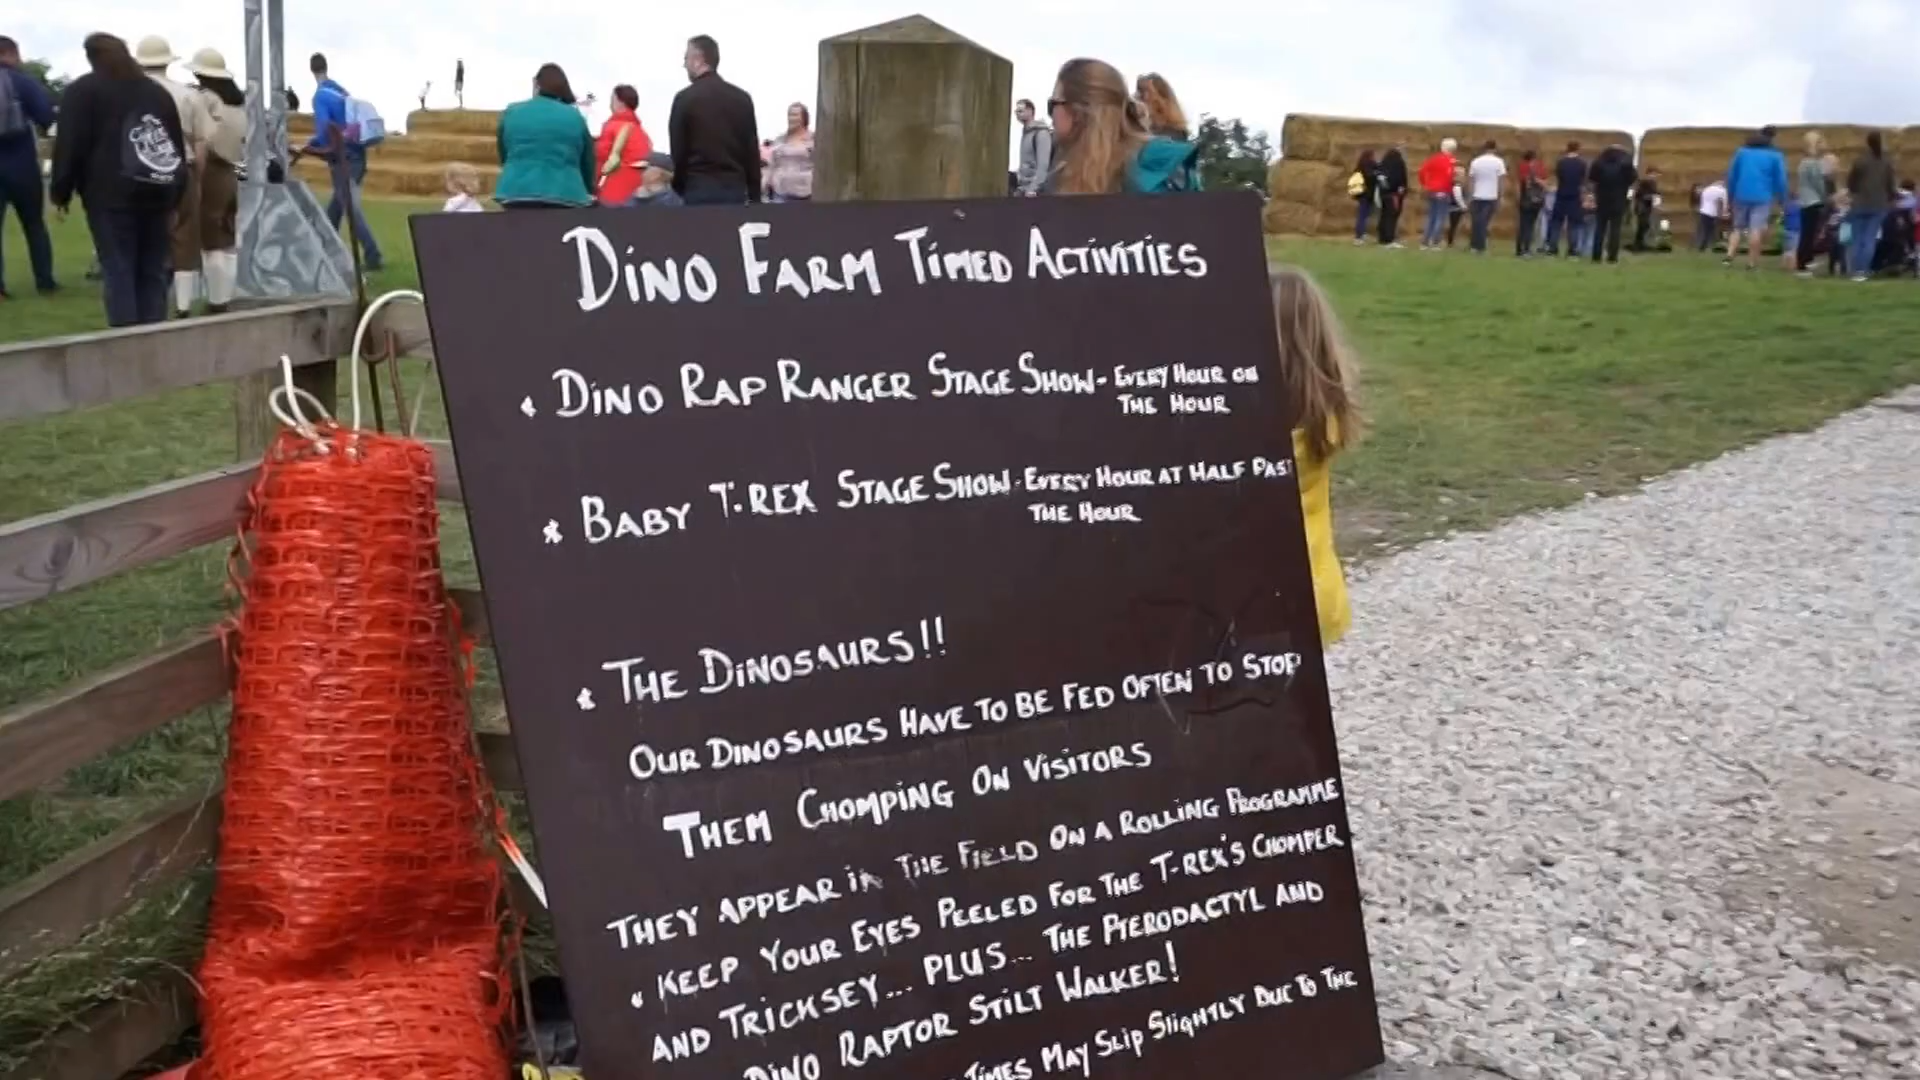 DINO FARM TIMED ACTIVITIES
* DINO RAP RANGER STAGE SHOW - EVERY HOUR ON
THE HOUR
* BABY T-REX STAGE SHOW - EVERY HOUR AT HALF PAST
THE HOUR
* THE DINOSAURS!!
OUR DINOSAURS HAVE TO BE FED OFTEN TO STOP
THEM CHOMPING ON VISITORS
THEY APPEAR IN THE FIELD ON A ROLLING PROGRAMME
* KEEP YOUR EYES PEELED FOR THE T-REX'S CHOMPER
AND TRICKSEY... PLUS... THE PTERODACTYL AND
DINO RAPTOR STILT WALKER!
TIMES MAY SLIP SLIGHTLY DUE TO THE